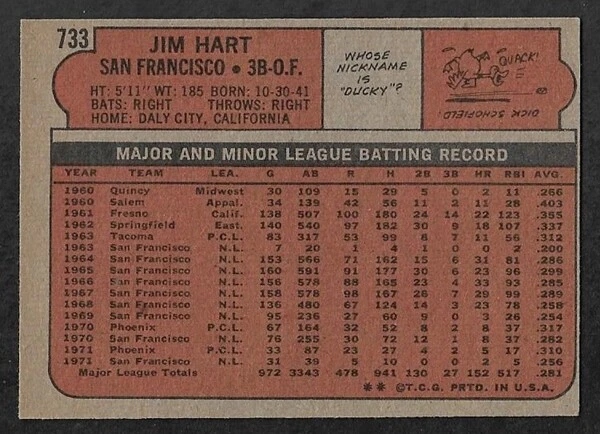 733
JIM HART
SAN FRANCISCO • 3B-O.F.
HT: 5'11" WT: 185 BORN: 10-30-41
BATS: RIGHT THROWS: RIGHT
HOME: DALY CITY, CALIFORNIA
WHOSE
NICKNAME
IS
"DUCKY"?
QUACK!
DICK SCHOFIELD
MAJOR AND MINOR LEAGUE BATTING RECORD
YEAR TEAM LEA. G AB R H 2B 3B HR RBI AVG.
1960 Quincy Midwest 30 109 15 29 5 0 2 11 .266
1960 Salem Appal. 34 139 42 56 11 2 11 28 .403
1961 Fresno Calif. 138 507 100 180 24 14 22 123 .355
1962 Springfield East. 140 540 97 182 30 9 18 107 .337
1963 Tacoma P.C.L. 83 317 53 99 8 7 11 56 .312
1963 San Francisco N.L. 7 20 1 4 1 0 0 2 .200
1964 San Francisco N.L. 153 566 71 162 15 6 31 81 .286
1965 San Francisco N.L. 160 591 91 177 30 6 23 96 .299
1966 San Francisco N.L. 156 578 88 165 23 4 33 93 .285
1967 San Francisco N.L. 158 578 98 167 26 7 29 99 .289
1968 San Francisco N.L. 136 480 67 124 14 3 23 78 .258
1969 San Francisco N.L. 95 236 27 60 9 0 3 26 .254
1970 Phoenix P.C.L. 67 164 32 52 8 2 8 37 .317
1970 San Francisco N.L. 76 255 30 72 12 1 8 37 .282
1971 Phoenix P.C.L. 33 87 23 27 4 2 5 17 .310
1971 San Francisco N.L. 31 39 5 10 0 0 2 5 .256
Major League Totals 972 3343 478 941 130 27 152 517 .281
** ©T.C.G. PRTD. IN U.S.A.